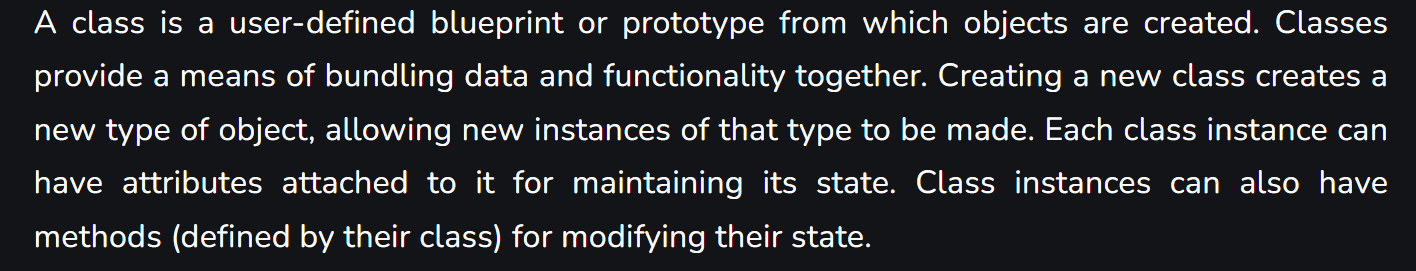 A class is a user-defined blueprint or prototype from which objects are created. Classes
provide a means of bundling data and functionality together. Creating a new class creates a
new type of object, allowing new instances of that type to be made. Each class instance can
have attributes attached to it for maintaining its state. Class instances can also have
methods (defined by their class) for modifying their state.